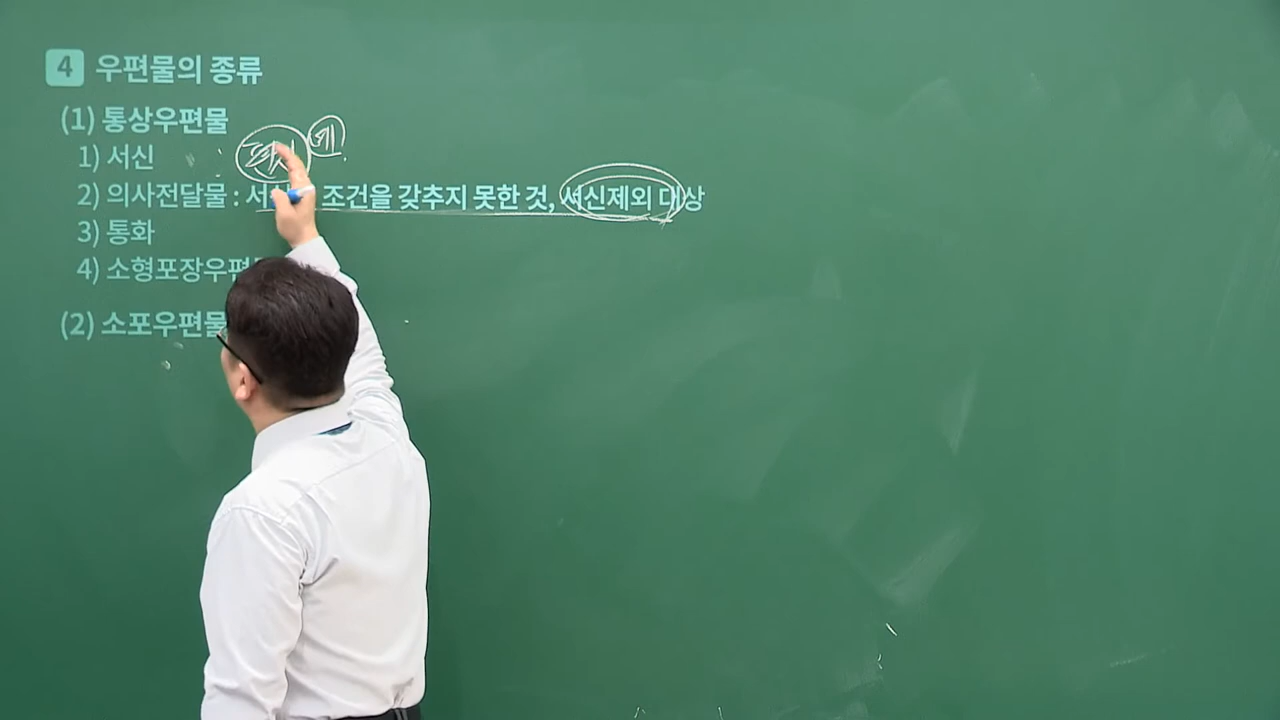 4 우편물의 종류
(1) 통상우편물
1) 서신
편지
2) 의사전달물 : 조건을 갖추지 못한 것, 서신제외 대상
3) 통화
4) 소형포장우편
(2) 소포우편물